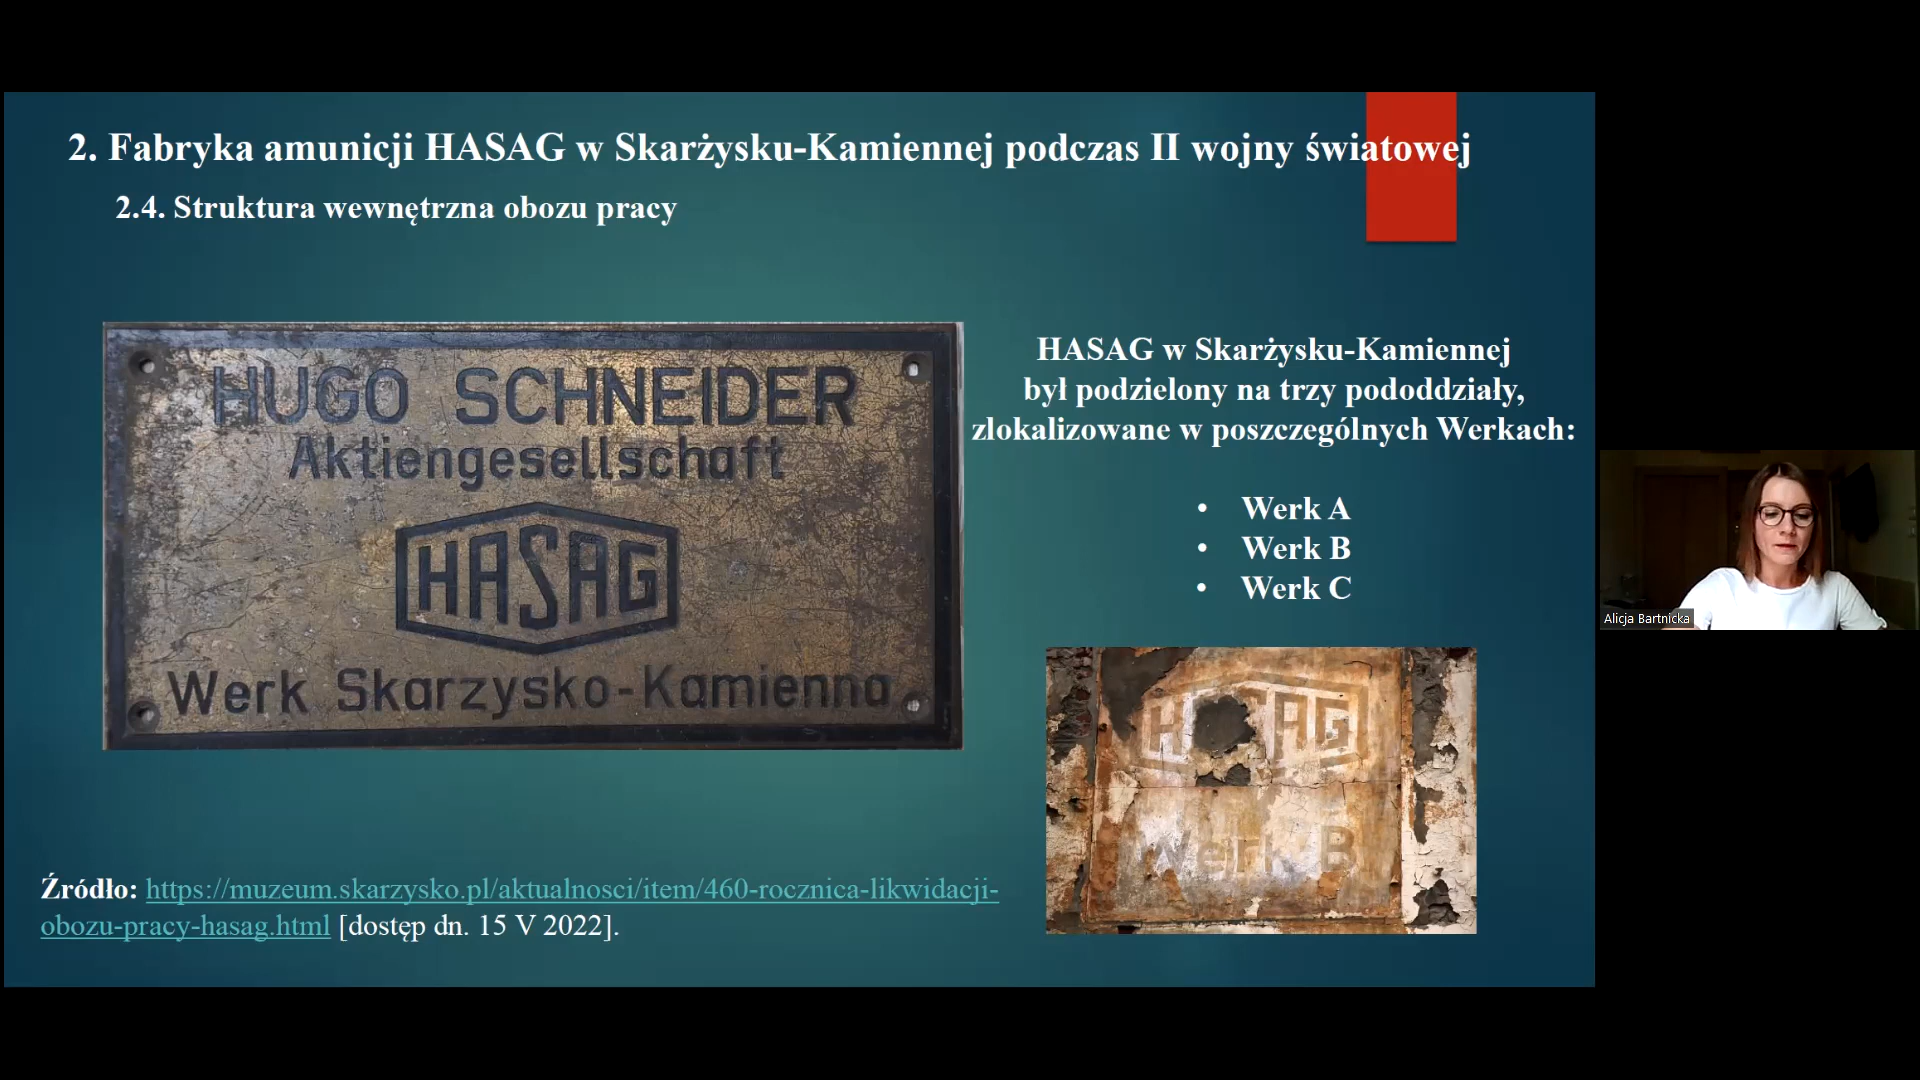 2. Fabryka amunicji HASAG w Skarżysku-Kamiennej podczas II wojny światowej
2.4. Struktura wewnętrzna obozu pracy
HUGO SCHNEIDER
Aktiengesellschaft
HASAG
Werk Skarzysko-Kamienna
HASAG w Skarżysku-Kamiennej
był podzielony na trzy pododdziały,
zlokalizowane w poszczególnych Werkach:
• Werk A
• Werk B
• Werk C
HASAG
Werk B
Źródło: https://muzeum.skarzysko.pl/aktualnosci/item/460-rocznica-likwidacji-
obozu-pracy-hasag.html [dostęp dn. 15 V 2022].
Alicja Bartnicka